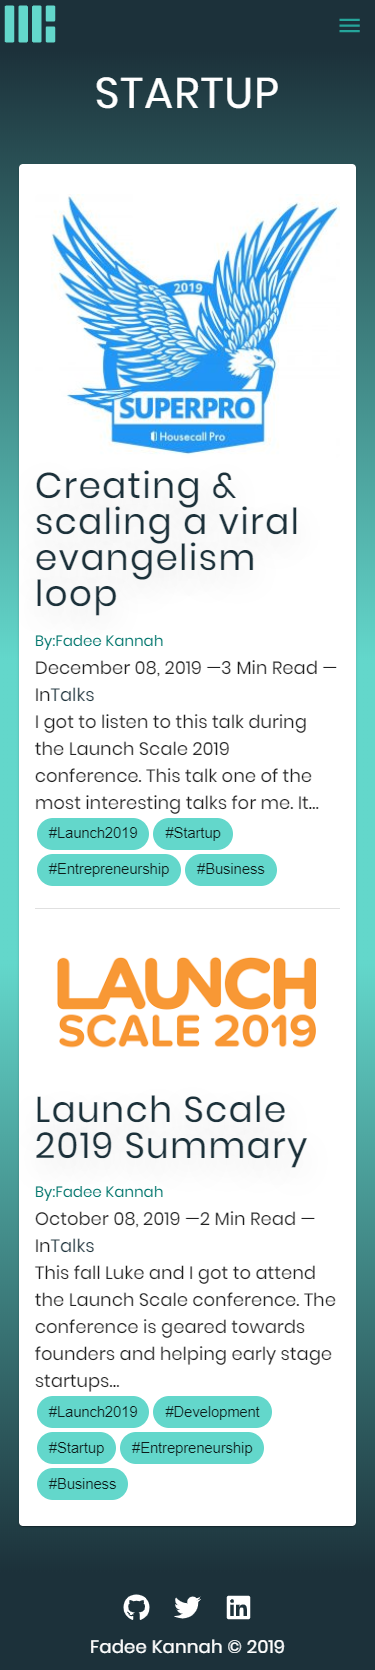 STARTUP
2019
SUPERPRO
Housecall Pro
Creating &
scaling a viral
evangelism
loop
By:Fadee Kannah
December 08, 2019 —3 Min Read —
InTalks
I got to listen to this talk during
the Launch Scale 2019
conference. This talk one of the
most interesting talks for me. It...
#Launch2019 #Startup
#Entrepreneurship #Business
LAUNCH
SCALE 2019
Launch Scale
2019 Summary
By:Fadee Kannah
October 08, 2019 —2 Min Read —
InTalks
This fall Luke and I got to attend
the Launch Scale conference. The
conference is geared towards
founders and helping early stage
startups...
#Launch2019 #Development
#Startup #Entrepreneurship
#Business
Fadee Kannah © 2019